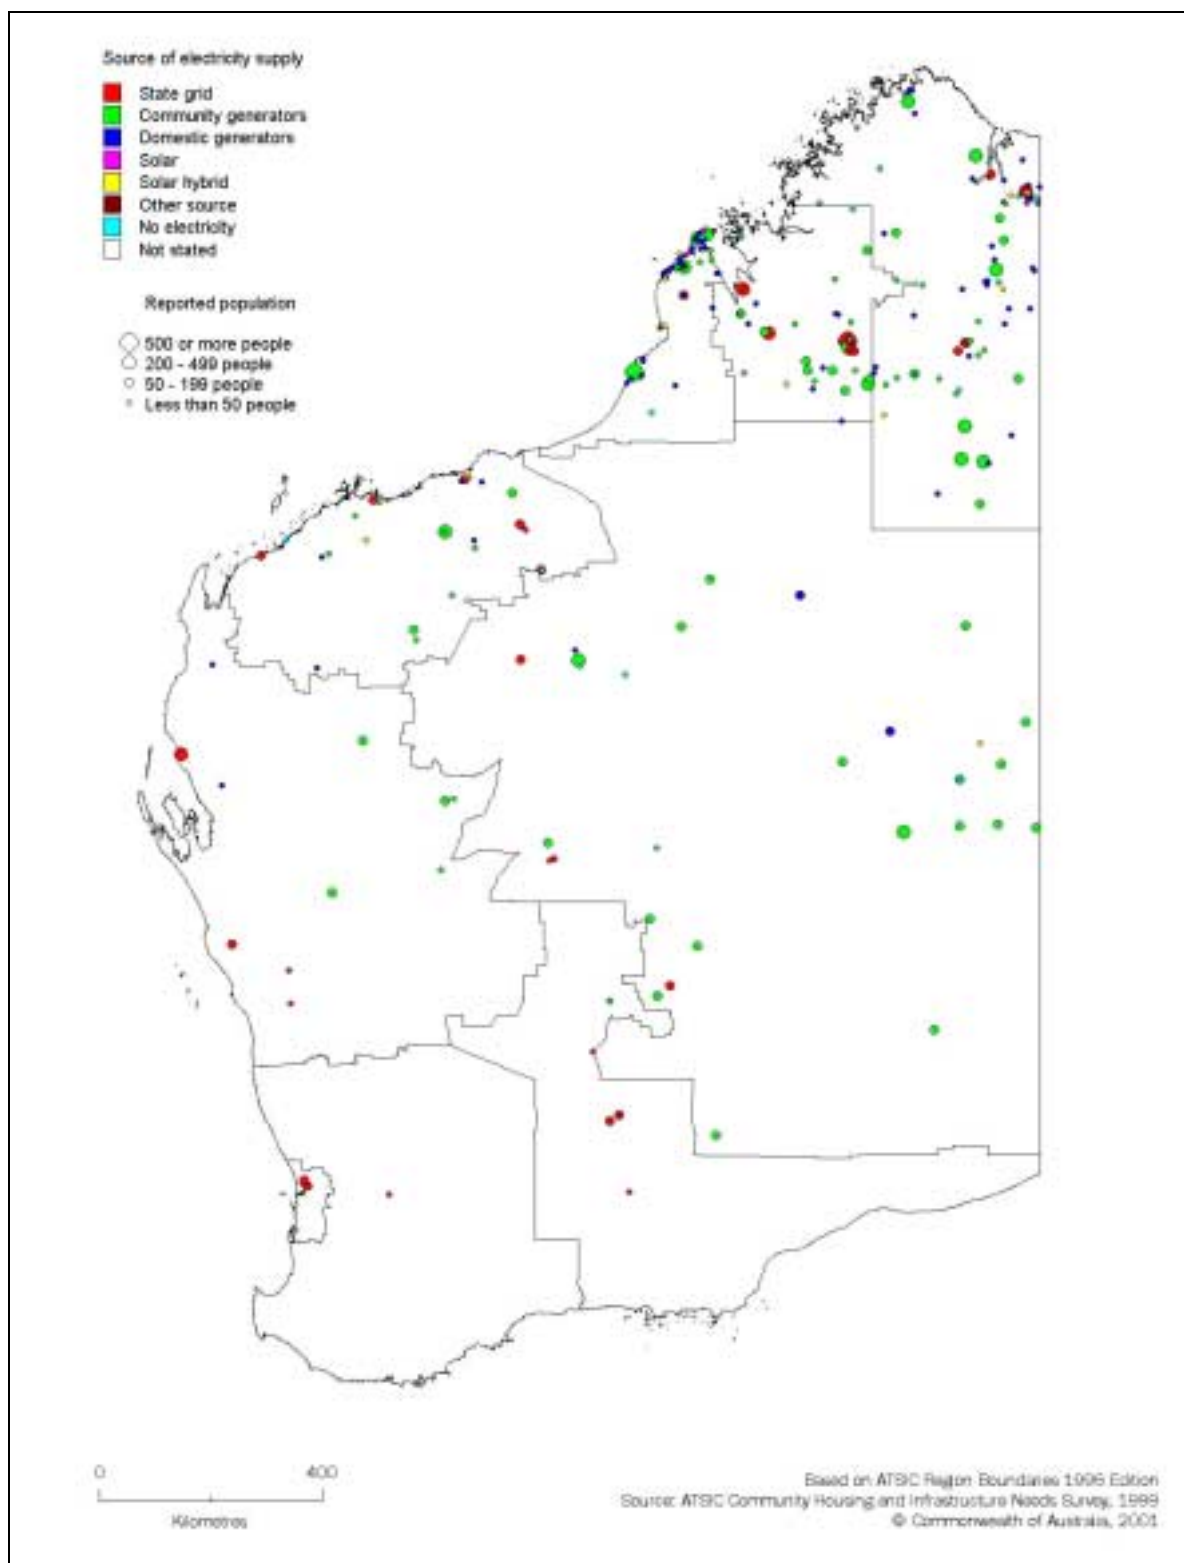 Source of electricity supply
State grid
Community generators
Domestic generators
Solar
Solar hybrid
Other source
No electricity
Not stated
Reported population
500 or more people
200 - 499 people
50 - 199 people
Less than 50 people
0 400
Kilometres
Based on ATSIC Region Boundaries 1996 Edition
Source: ATSIC Community Housing and Infrastructure Needs Survey, 1999
© Commonwealth of Australia, 2001